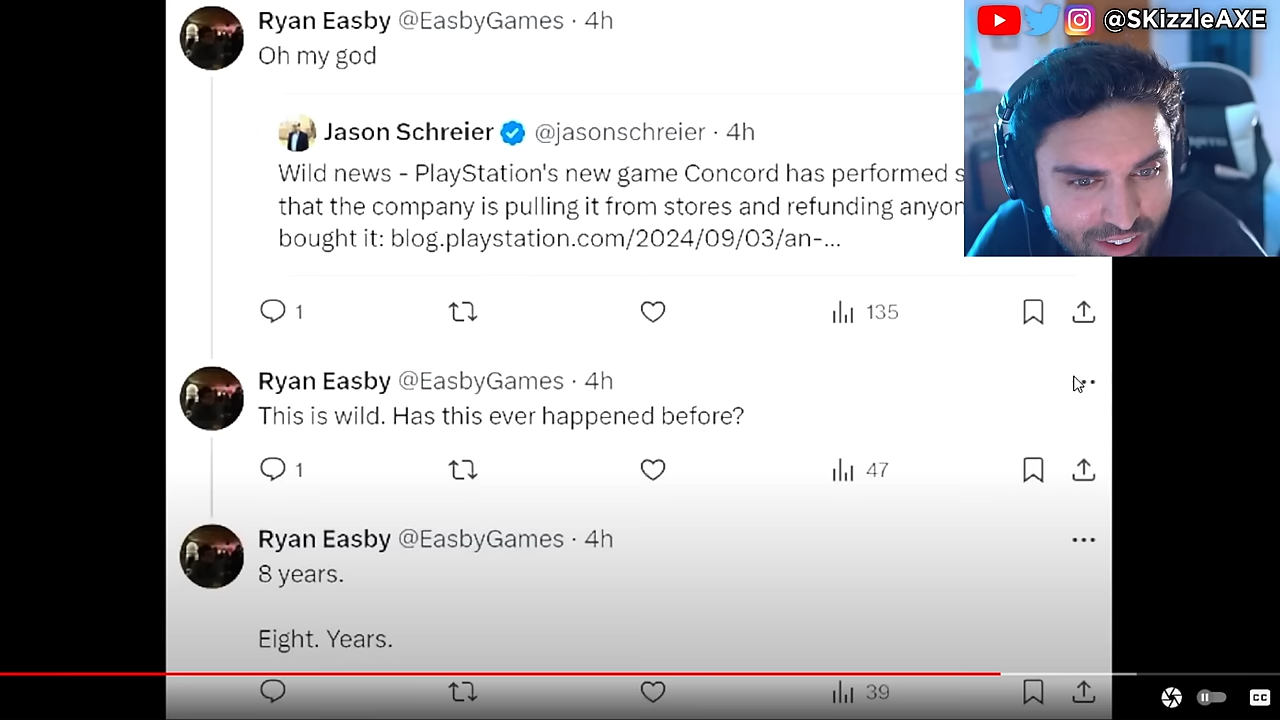 @SKizzleAXE
Ryan Easby @EasbyGames · 4h
Oh my god
Jason Schreier @jasonschreier · 4h
Wild news - PlayStation's new game Concord has performed s
that the company is pulling it from stores and refunding anyon
bought it: blog.playstation.com/2024/09/03/an-...
1
135
Ryan Easby @EasbyGames · 4h
This is wild. Has this ever happened before?
1
47
Ryan Easby @EasbyGames · 4h
8 years.
Eight. Years.
39
CC